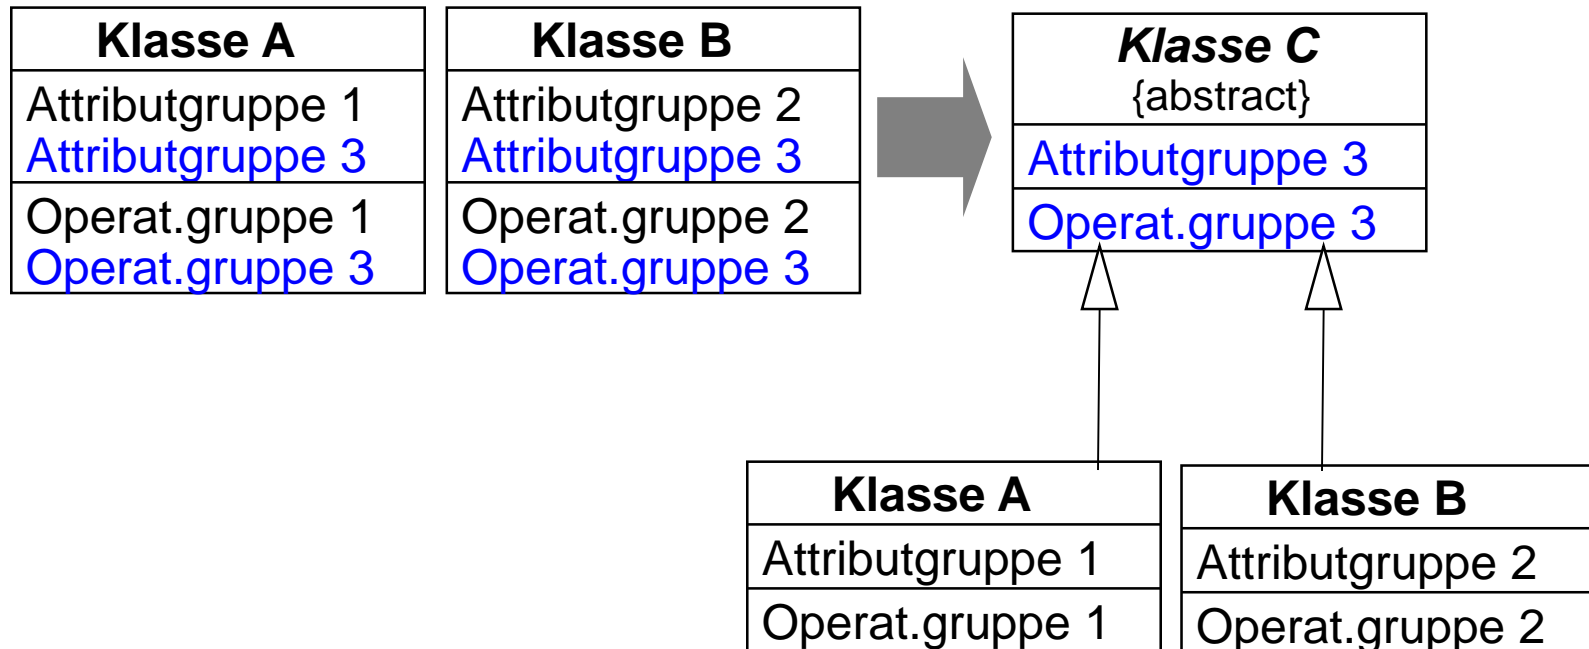 Klasse A
Attributgruppe 1
Attributgruppe 3
Operat.gruppe 1
Operat.gruppe 3
Klasse B
Attributgruppe 2
Attributgruppe 3
Operat.gruppe 2
Operat.gruppe 3
Klasse C
{abstract}
Attributgruppe 3
Operat.gruppe 3
Klasse A
Attributgruppe 1
Operat.gruppe 1
Klasse B
Attributgruppe 2
Operat.gruppe 2